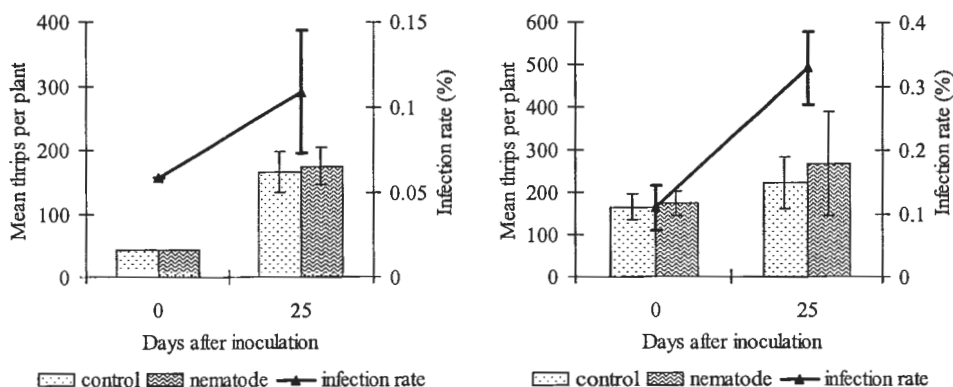 400
300
200
100
0
Mean thrips per plant
0.15
0.1
0.05
0
Infection rate (%)
0
25
Days after inoculation
control
nematode
infection rate
600
500
400
300
200
100
0
Mean thrips per plant
0.4
0.3
0.2
0.1
0
Infection rate (%)
0
25
Days after inoculation
control
nematode
infection rate